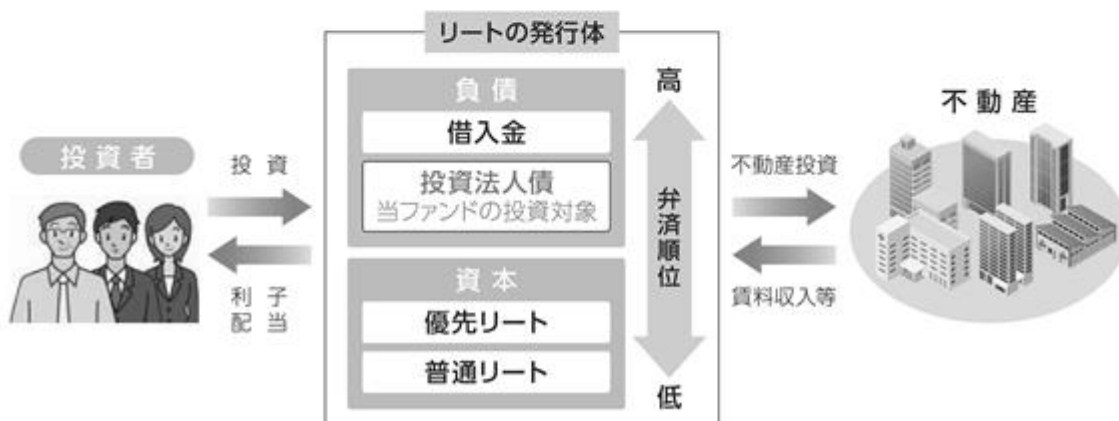 リートの発行体
投資者
投資
利子
配当
負債
借入金
投資法人債
当ファンドの投資対象
資本
優先リート
普通リート
高
弁済順位
低
不動産投資
賃料収入等
不動産